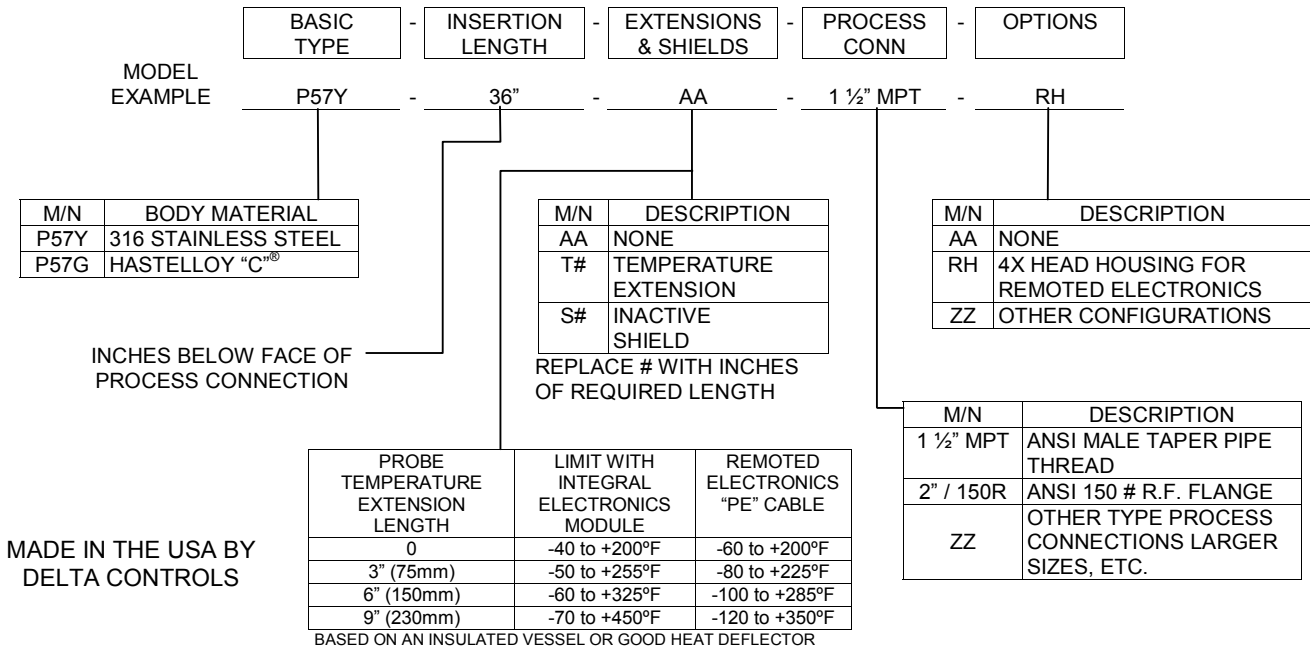 BASIC TYPE - INSERTION LENGTH - EXTENSIONS & SHIELDS - PROCESS CONN - OPTIONS
MODEL EXAMPLE P57Y - 36” - AA - 1 ½” MPT - RH
M/N BODY MATERIAL
P57Y 316 STAINLESS STEEL
P57G HASTELLOY “C”®
INCHES BELOW FACE OF
PROCESS CONNECTION
M/N DESCRIPTION
AA NONE
T# TEMPERATURE
EXTENSION
S# INACTIVE
SHIELD
REPLACE # WITH INCHES
OF REQUIRED LENGTH
M/N DESCRIPTION
AA NONE
RH 4X HEAD HOUSING FOR
REMOTED ELECTRONICS
ZZ OTHER CONFIGURATIONS
M/N DESCRIPTION
1 ½” MPT ANSI MALE TAPER PIPE
THREAD
2” / 150R ANSI 150 # R.F. FLANGE
ZZ OTHER TYPE PROCESS
CONNECTIONS LARGER
SIZES, ETC.
PROBE TEMPERATURE EXTENSION LENGTH LIMIT WITH INTEGRAL ELECTRONICS MODULE REMOTED ELECTRONICS “PE” CABLE
0 -40 to +200ºF -60 to +200ºF
3” (75mm) -50 to +255ºF -80 to +225ºF
6” (150mm) -60 to +325ºF -100 to +285ºF
9” (230mm) -70 to +450ºF -120 to +350ºF
BASED ON AN INSULATED VESSEL OR GOOD HEAT DEFLECTOR
MADE IN THE USA BY
DELTA CONTROLS